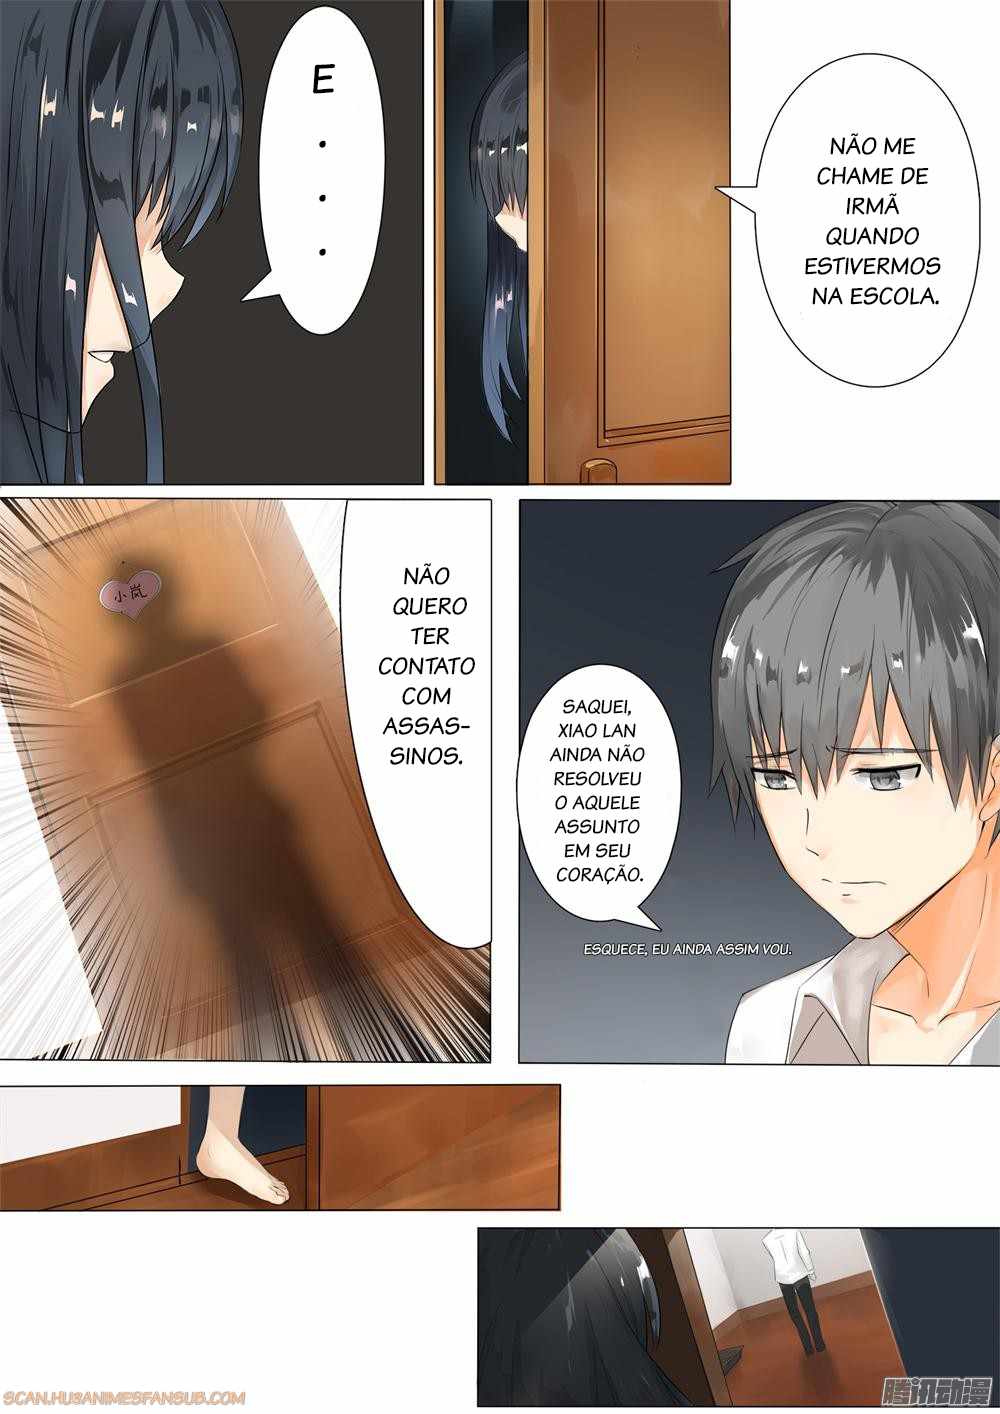 NÃO ME
CHAME DE
IRMÃ
QUANDO
ESTIVERMOS
NA ESCOLA.
E
.
.
.
SAQUEI,
XIAO LAN
AINDA NÃO
RESOLVEU
O AQUELE
ASSUNTO
EM SEU
CORAÇÃO.
ESQUECE, EU AINDA ASSIM VOU.
NÃO
QUERO
TER
CONTATO
COM
ASSAS-
SINOS.
小岚
SCAN.HUSANIMESFANSUB.COM
腾讯动漫